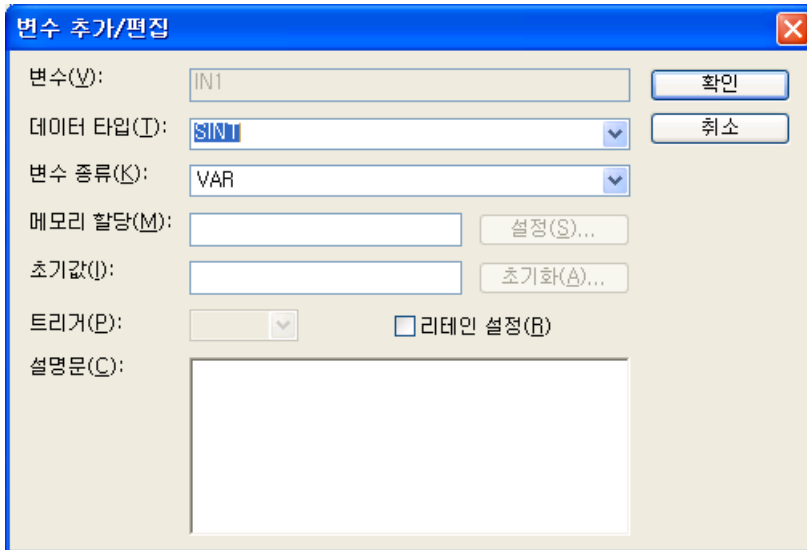 변수 추가/편집
변수(V): IN1 확인
데이터 타입(T): SINT 취소
변수 종류(K): VAR
메모리 할당(M): 설정(S)...
초기값(I): 초기화(A)...
트리거(P): 리테인 설정(R)
설명문(C):